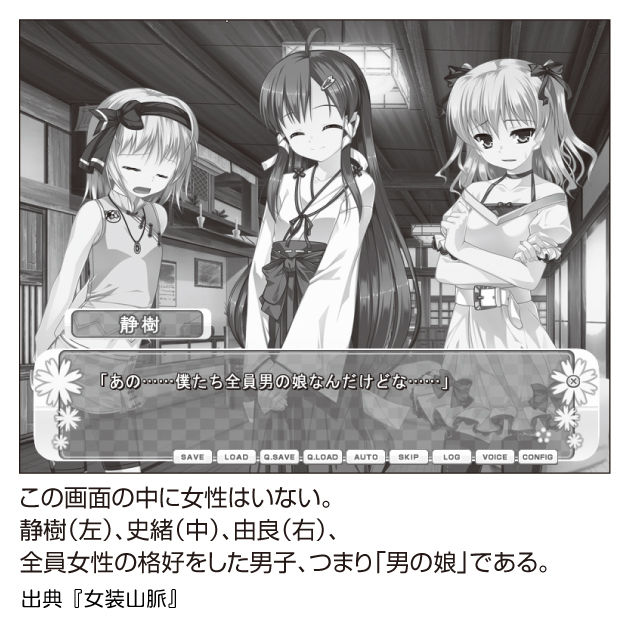 静樹
「あの……僕たち全員男の娘なんだけどな……」
SAVE LOAD Q.SAVE Q.LOAD AUTO SKIP LOG VOICE CONFIG
この画面の中に女性はいない。
静樹(左)、史緒(中)、由良(右)、
全員女性の格好をした男子、つまり「男の娘」である。
出典『女装山脈』